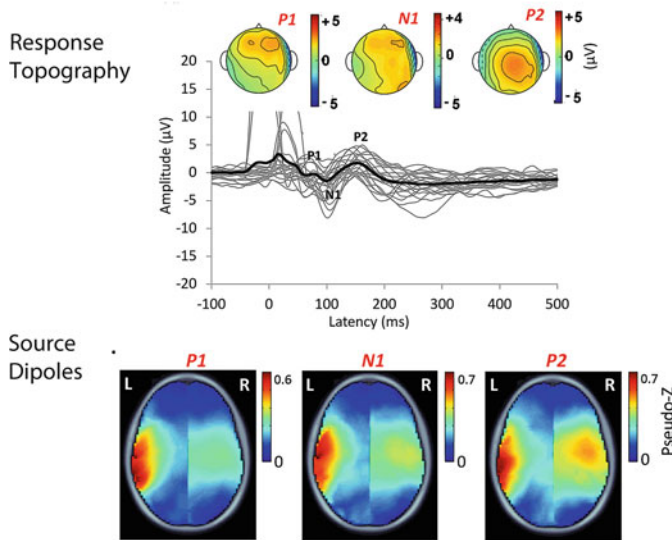 Response
Topography
P1
N1
P2
+5
0
- 5
+4
0
- 5
+5
0
- 5
(μV)
Amplitude (μV)
20
15
10
5
0
-5
-10
-15
-20
P1
N1
P2
-100
0
100
200
300
400
500
Latency (ms)
Source
Dipoles
P1
N1
P2
L
R
0.6
0
L
R
0.7
0
L
R
0.7
0
Pseudo-Z